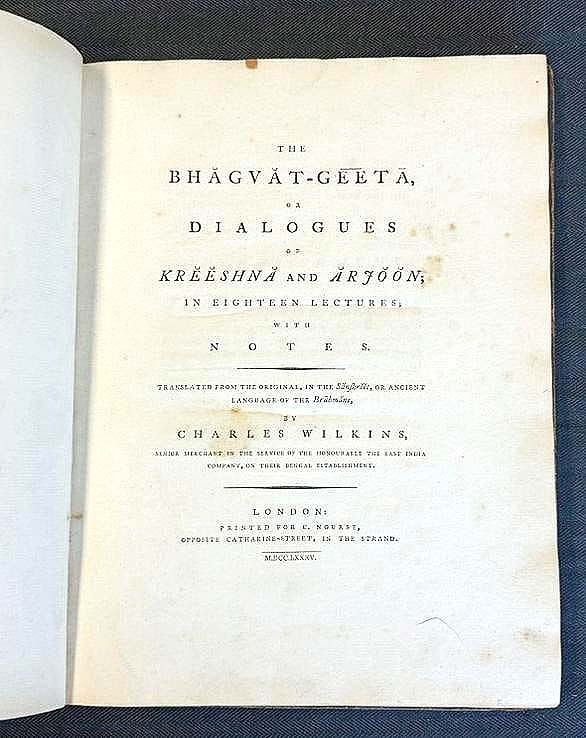 THE
BHĂGVĂT-GĒĒTĀ,
OR
DIALOGUES
OF
KRĔĔSHNĂ AND ĂRJŎŎN;
IN EIGHTEEN LECTURES;
WITH
NOTES.
TRANSLATED FROM THE ORIGINAL, IN THE Sănskrĕĕt, OR ANCIENT
LANGUAGE OF THE Brāhmăns,
BY
CHARLES WILKINS,
SENIOR MERCHANT IN THE SERVICE OF THE HONOURABLE THE EAST INDIA
COMPANY, ON THEIR BENGAL ESTABLISHMENT.
LONDON:
PRINTED FOR C. NOURSE,
OPPOSITE CATHARINE-STREET, IN THE STRAND.
M.DCC.LXXXV.